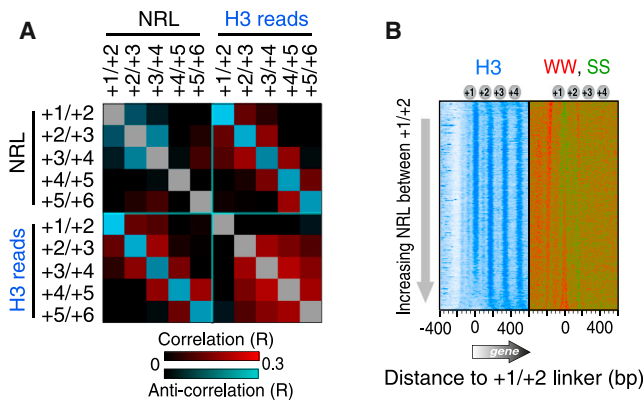 A
NRL H3 reads
+1/+2 +2/+3 +3/+4 +4/+5 +5/+6 +1/+2 +2/+3 +3/+4 +4/+5 +5/+6
NRL
+1/+2
+2/+3
+3/+4
+4/+5
+5/+6
H3 reads
+1/+2
+2/+3
+3/+4
+4/+5
+5/+6
Correlation (R)
0 0.3
Anti-correlation (R)
B
H3 WW, SS
+1 +2 +3 +4 +1 +2 +3 +4
Increasing NRL between +1/+2
-400 0 400 0 400
gene
Distance to +1/+2 linker (bp)